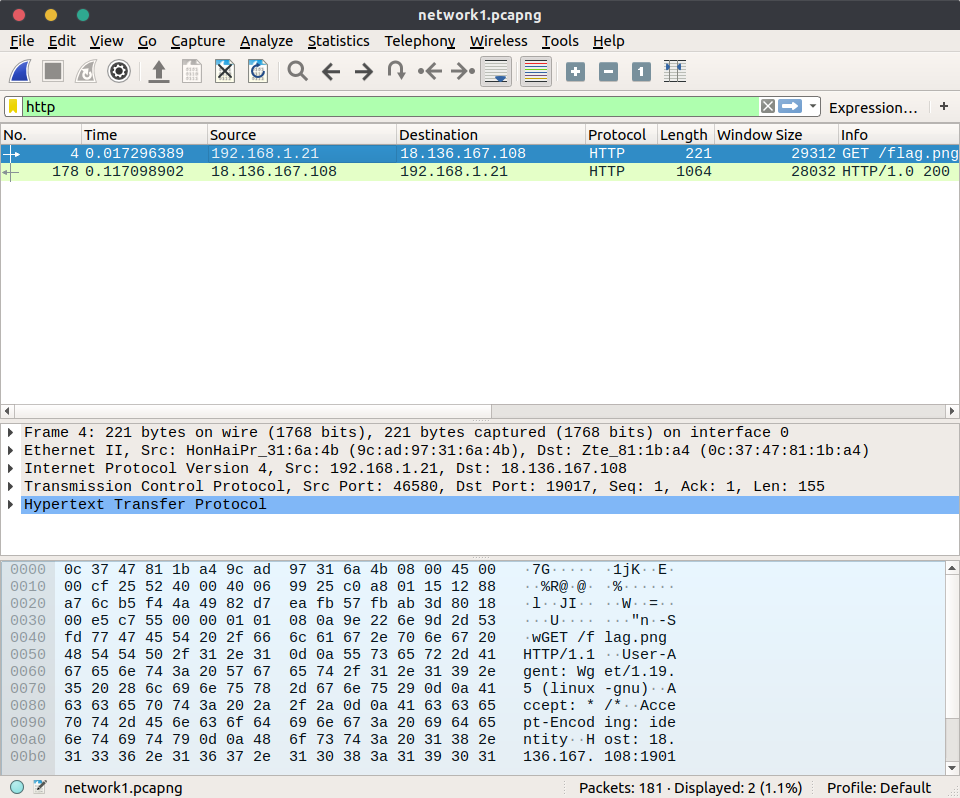 network1.pcapng
File Edit View Go Capture Analyze Statistics Telephony Wireless Tools Help
http Expression… +
No. Time Source Destination Protocol Length Window Size Info
4 0.017296389 192.168.1.21 18.136.167.108 HTTP 221 29312 GET /flag.png
178 0.117098902 18.136.167.108 192.168.1.21 HTTP 1064 28032 HTTP/1.0 200
Frame 4: 221 bytes on wire (1768 bits), 221 bytes captured (1768 bits) on interface 0
Ethernet II, Src: HonHaiPr_31:6a:4b (9c:ad:97:31:6a:4b), Dst: Zte_81:1b:a4 (0c:37:47:81:1b:a4)
Internet Protocol Version 4, Src: 192.168.1.21, Dst: 18.136.167.108
Transmission Control Protocol, Src Port: 46580, Dst Port: 19017, Seq: 1, Ack: 1, Len: 155
Hypertext Transfer Protocol
0000 0c 37 47 81 1b a4 9c ad 97 31 6a 4b 08 00 45 00 ·7G····· ·1jK··E·
0010 00 cf 25 52 40 00 40 06 99 25 c0 a8 01 15 12 88 ··%R@·@· ·%······
0020 a7 6c b5 f4 4a 49 82 d7 ea fb 57 fb ab 3d 80 18 ·l··JI·· ··W··=··
0030 00 e5 c7 55 00 00 01 01 08 0a 9e 22 6e 9d 2d 53 ···U···· ···"n·-S
0040 fd 77 47 45 54 20 2f 66 6c 61 67 2e 70 6e 67 20 ·wGET /f lag.png
0050 48 54 54 50 2f 31 2e 31 0d 0a 55 73 65 72 2d 41 HTTP/1.1 ··User-A
0060 67 65 6e 74 3a 20 57 67 65 74 2f 31 2e 31 39 2e gent: Wg et/1.19.
0070 35 20 28 6c 69 6e 75 78 2d 67 6e 75 29 0d 0a 41 5 (linux -gnu)··A
0080 63 63 65 70 74 3a 20 2a 2f 2a 0d 0a 41 63 63 65 ccept: * /*··Acce
0090 70 74 2d 45 6e 63 6f 64 69 6e 67 3a 20 69 64 65 pt-Encod ing: ide
00a0 6e 74 69 74 79 0d 0a 48 6f 73 74 3a 20 31 38 2e ntity··H ost: 18.
00b0 31 33 36 2e 31 36 37 2e 31 30 38 3a 31 39 30 31 136.167. 108:1901
network1.pcapng Packets: 181 · Displayed: 2 (1.1%) Profile: Default